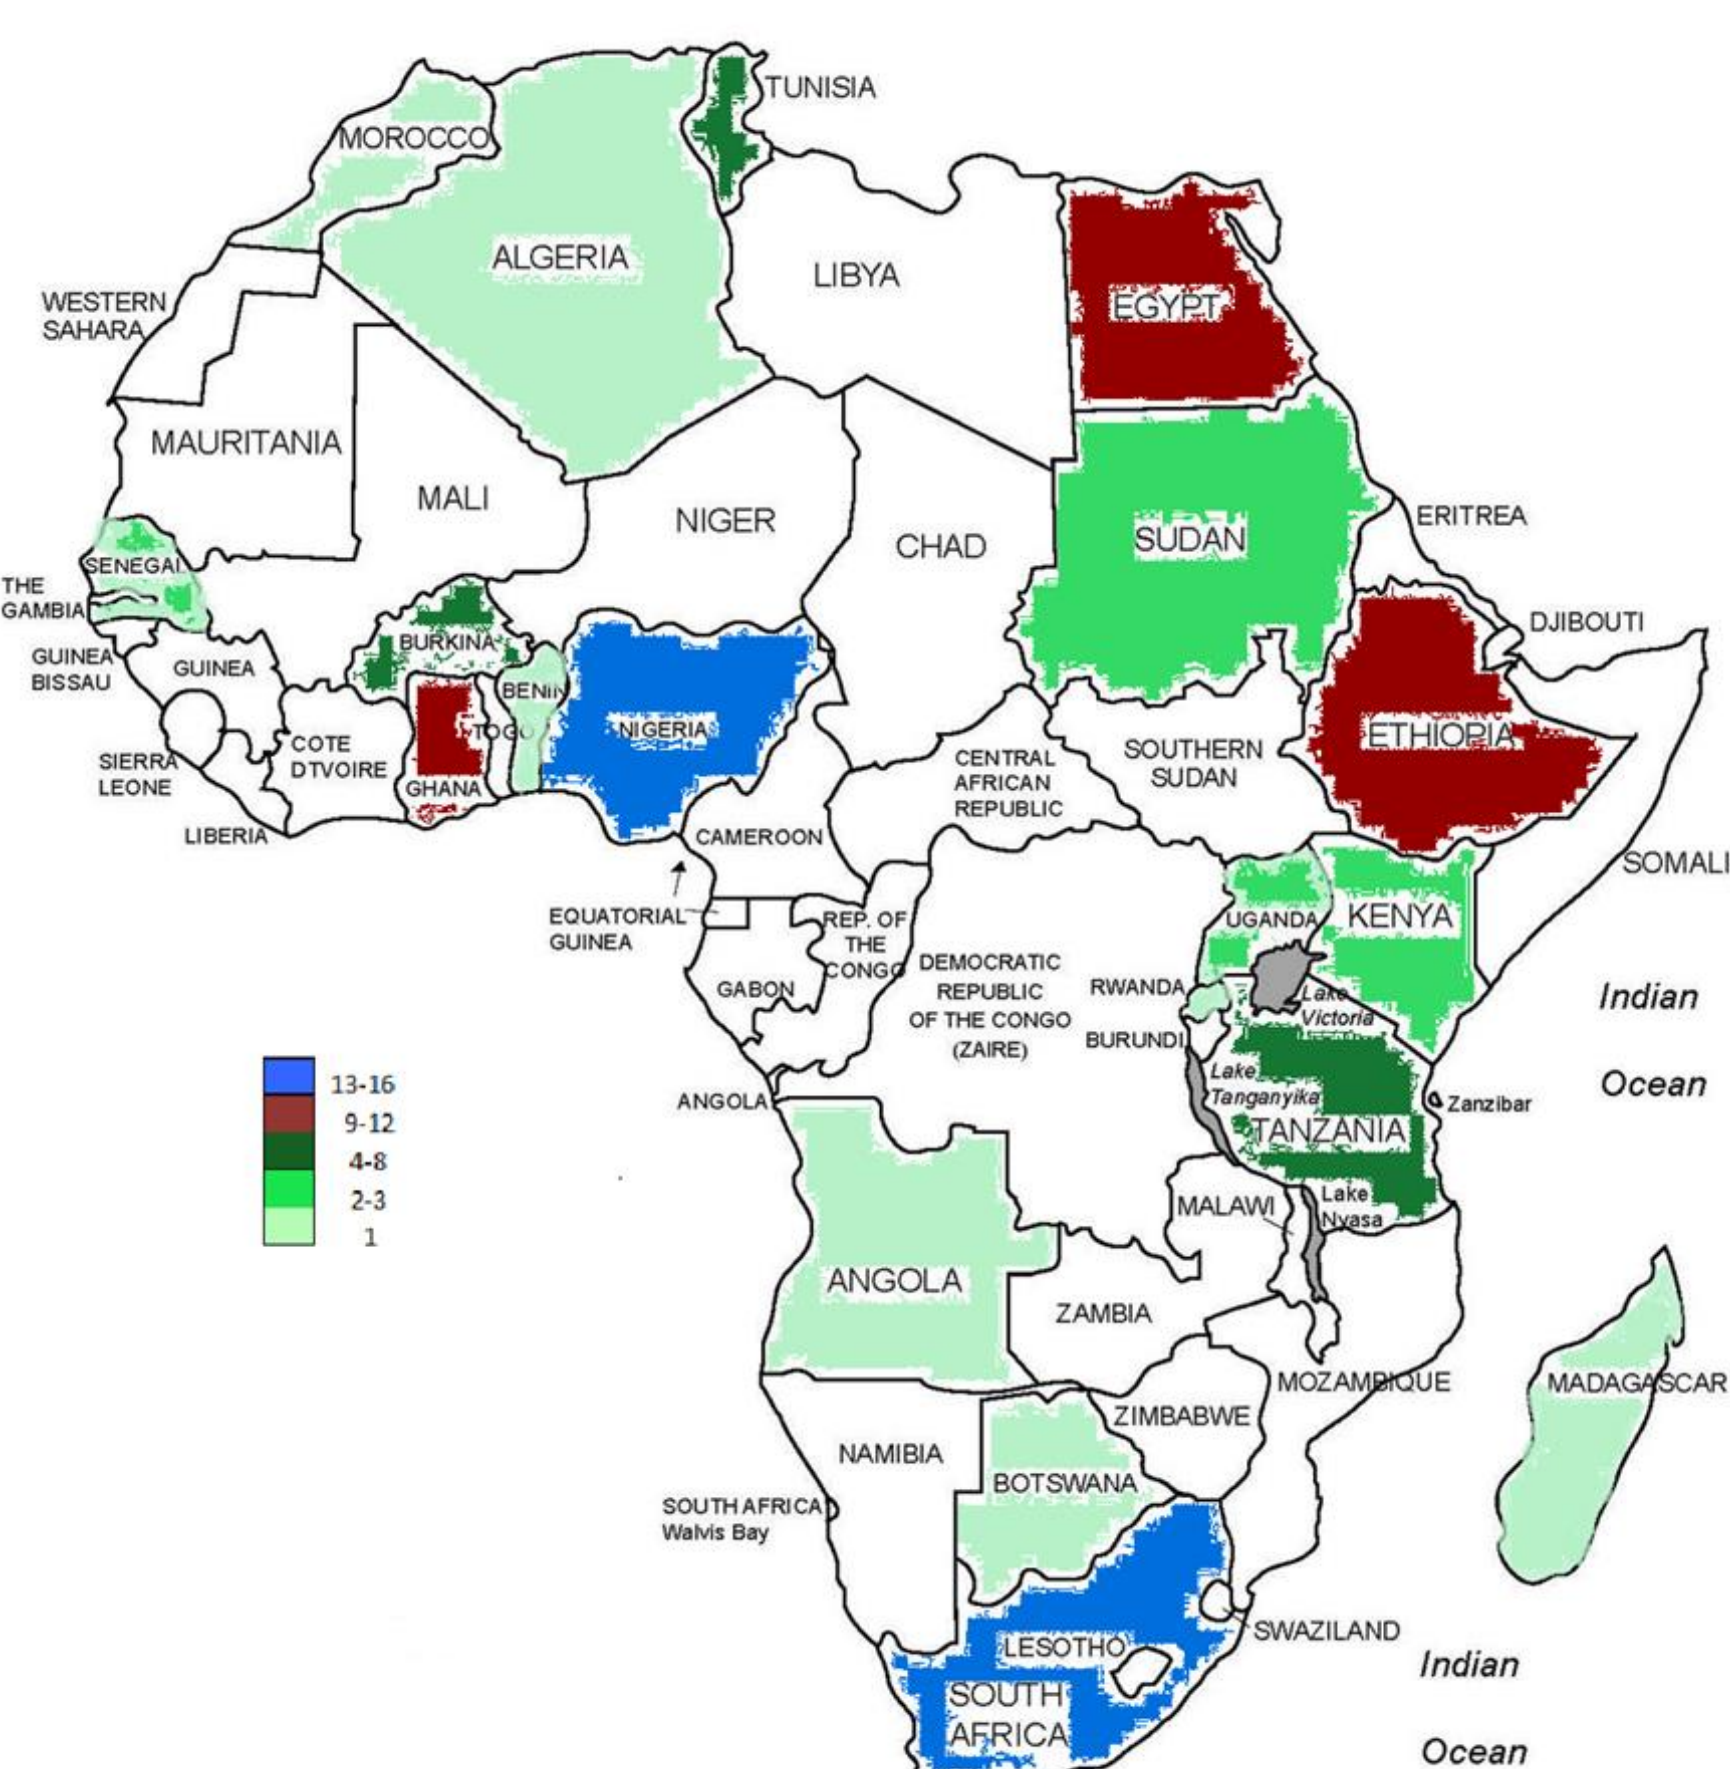 TUNISIA
MOROCCO
ALGERIA
LIBYA
EGYPT
WESTERN
SAHARA
MAURITANIA
MALI
NIGER
CHAD
SUDAN
ERITREA
SENEGAL
THE
GAMBIA
DJIBOUTI
GUINEA
BISSAU
GUINEA
BURKINA
BENIN
TOGO
NIGERIA
ETHIOPIA
SIERRA
LEONE
COTE
DTVOIRE
GHANA
CENTRAL
AFRICAN
REPUBLIC
SOUTHERN
SUDAN
LIBERIA
CAMEROON
SOMALI
EQUATORIAL
GUINEA
REP. OF
THE
CONGO
UGANDA
KENYA
GABON
DEMOCRATIC
REPUBLIC
OF THE CONGO
(ZAIRE)
RWANDA
BURUNDI
Lake
Victoria
Indian
Ocean
Lake
Tanganyika
Zanzibar
TANZANIA
13-16
9-12
4-8
2-3
1
ANGOLA
MALAWI
Lake
Nyasa
ANGOLA
ZAMBIA
MOZAMBIQUE
MADAGASCAR
ZIMBABWE
NAMIBIA
BOTSWANA
SOUTH AFRICA
Walvis Bay
SWAZILAND
LESOTHO
SOUTH
AFRICA
Indian
Ocean